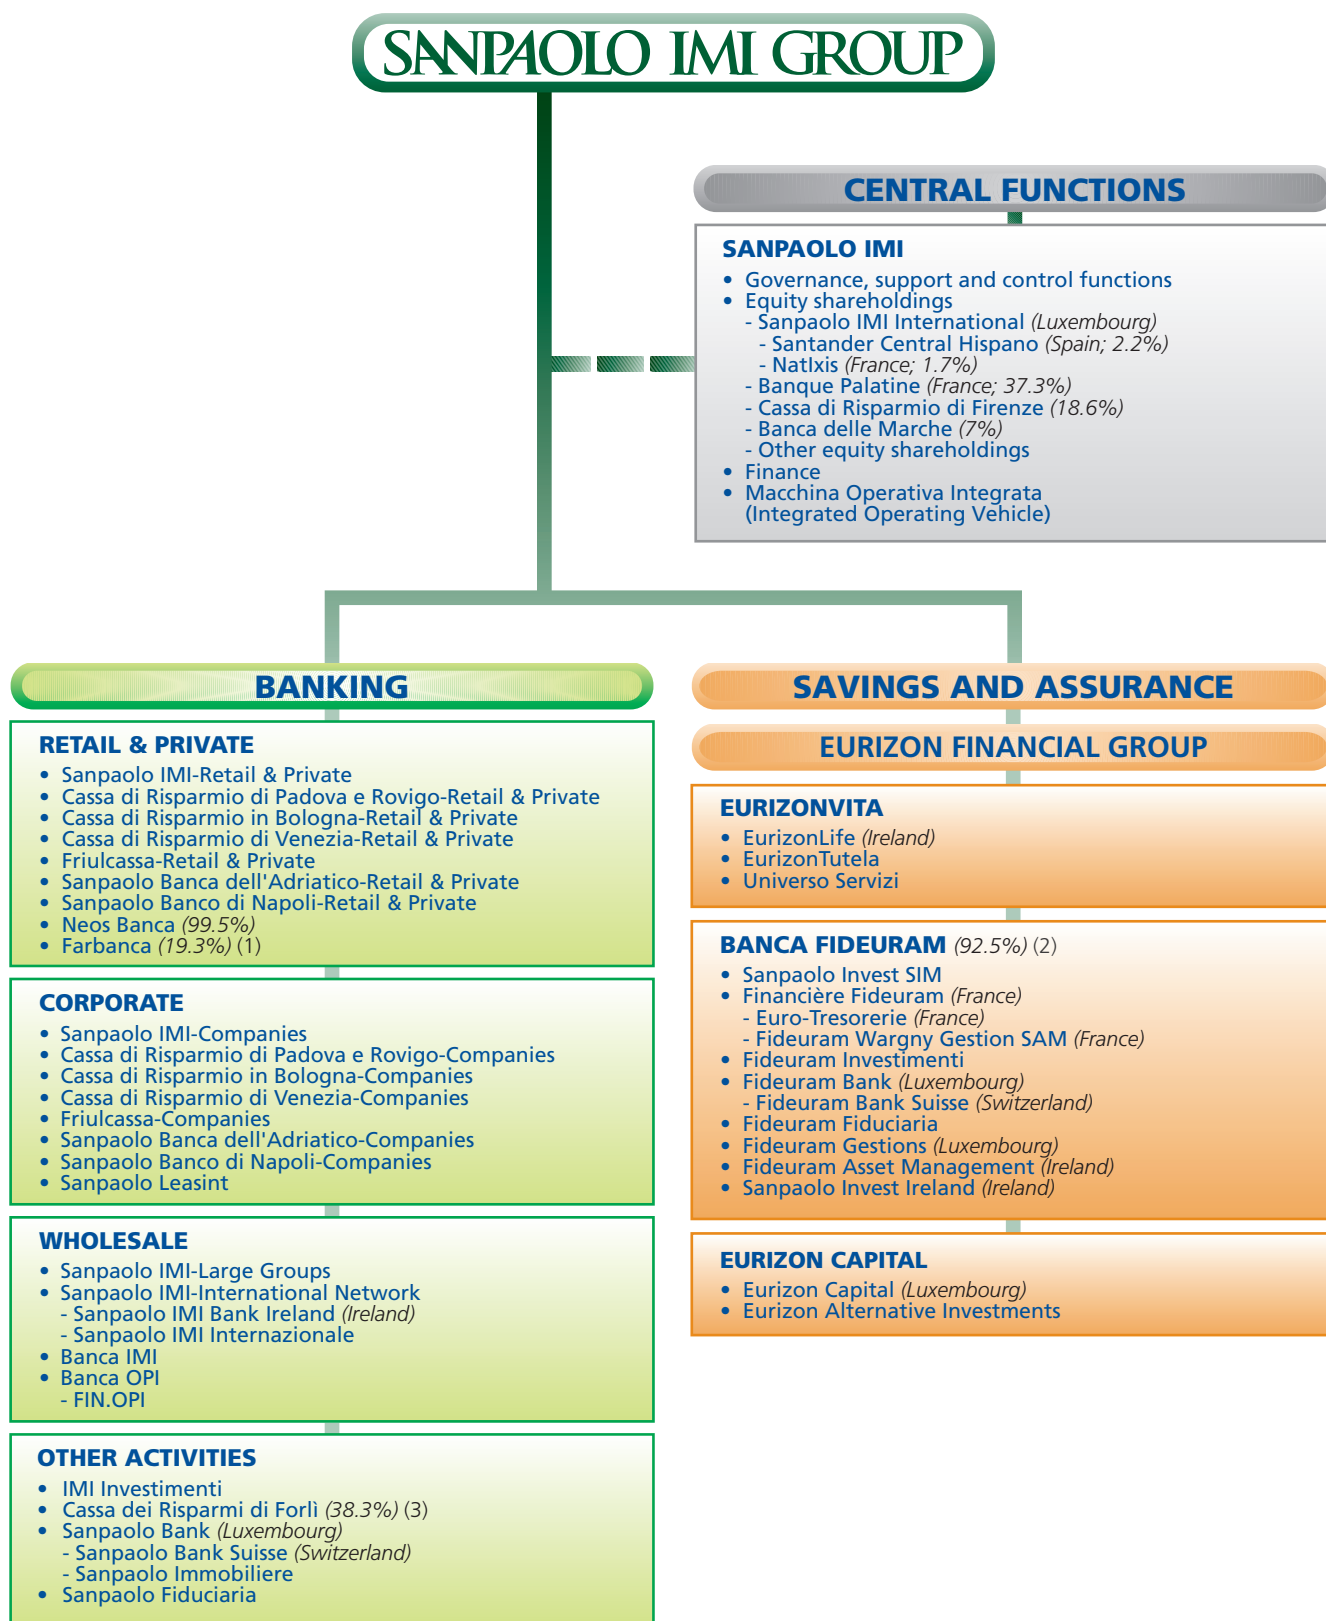 SANPAOLO IMI GROUP
CENTRAL FUNCTIONS
SANPAOLO IMI
• Governance, support and control functions
• Equity shareholdings
- Sanpaolo IMI International (Luxembourg)
- Santander Central Hispano (Spain; 2.2%)
- NatIxis (France; 1.7%)
- Banque Palatine (France; 37.3%)
- Cassa di Risparmio di Firenze (18.6%)
- Banca delle Marche (7%)
- Other equity shareholdings
• Finance
• Macchina Operativa Integrata
(Integrated Operating Vehicle)
BANKING
RETAIL & PRIVATE
• Sanpaolo IMI-Retail & Private
• Cassa di Risparmio di Padova e Rovigo-Retail & Private
• Cassa di Risparmio in Bologna-Retail & Private
• Cassa di Risparmio di Venezia-Retail & Private
• Friulcassa-Retail & Private
• Sanpaolo Banca dell'Adriatico-Retail & Private
• Sanpaolo Banco di Napoli-Retail & Private
• Neos Banca (99.5%)
• Farbanca (19.3%) (1)
CORPORATE
• Sanpaolo IMI-Companies
• Cassa di Risparmio di Padova e Rovigo-Companies
• Cassa di Risparmio in Bologna-Companies
• Cassa di Risparmio di Venezia-Companies
• Friulcassa-Companies
• Sanpaolo Banca dell'Adriatico-Companies
• Sanpaolo Banco di Napoli-Companies
• Sanpaolo Leasint
WHOLESALE
• Sanpaolo IMI-Large Groups
• Sanpaolo IMI-International Network
- Sanpaolo IMI Bank Ireland (Ireland)
- Sanpaolo IMI Internazionale
• Banca IMI
• Banca OPI
- FIN.OPI
OTHER ACTIVITIES
• IMI Investimenti
• Cassa dei Risparmi di Forlì (38.3%) (3)
• Sanpaolo Bank (Luxembourg)
- Sanpaolo Bank Suisse (Switzerland)
- Sanpaolo Immobiliere
• Sanpaolo Fiduciaria
SAVINGS AND ASSURANCE
EURIZON FINANCIAL GROUP
EURIZONVITA
• EurizonLife (Ireland)
• EurizonTutela
• Universo Servizi
BANCA FIDEURAM (92.5%) (2)
• Sanpaolo Invest SIM
• Financière Fideuram (France)
- Euro-Tresorerie (France)
- Fideuram Wargny Gestion SAM (France)
• Fideuram Investimenti
• Fideuram Bank (Luxembourg)
- Fideuram Bank Suisse (Switzerland)
• Fideuram Fiduciaria
• Fideuram Gestions (Luxembourg)
• Fideuram Asset Management (Ireland)
• Sanpaolo Invest Ireland (Ireland)
EURIZON CAPITAL
• Eurizon Capital (Luxembourg)
• Eurizon Alternative Investments